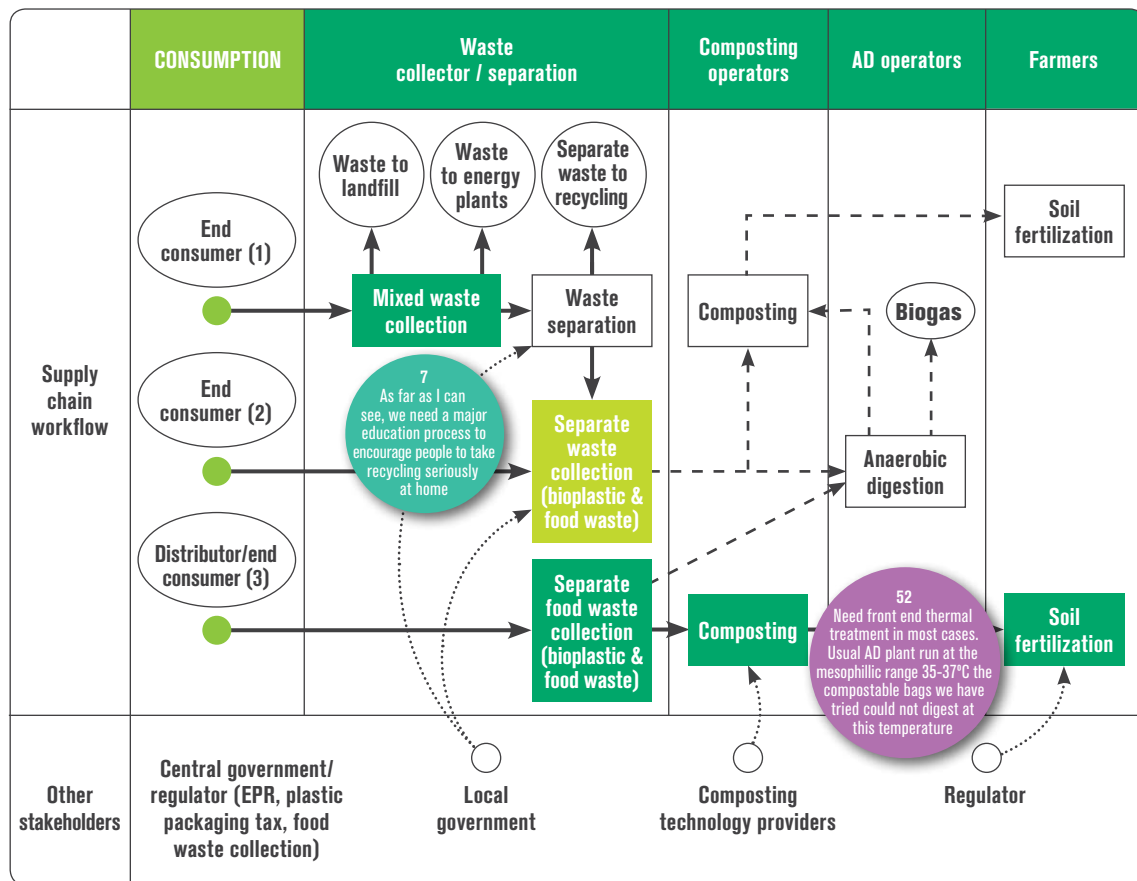 CONSUMPTION
Waste
collector / separation
Composting
operators
AD operators
Farmers
Supply
chain
workflow
End
consumer (1)
Waste to
landfill
Waste
to energy
plants
Separate
waste to
recycling
Mixed waste
collection
Waste
separation
Composting
Biogas
Soil
fertilization
End
consumer (2)
7
As far as I can
see, we need a major
education process to
encourage people to take
recycling seriously
at home
Separate
waste
collection
(bioplastic &
food waste)
Anaerobic
digestion
Distributor/end
consumer (3)
Separate
food waste
collection
(bioplastic &
food waste)
Composting
52
Need front end thermal
treatment in most cases.
Usual AD plant run at the
mesophillic range 35-37ºC the
compostable bags we have
tried could not digest at
this temperature
Soil
fertilization
Other
stakeholders
Central government/
regulator (EPR, plastic
packaging tax, food
waste collection)
Local
government
Composting
technology providers
Regulator